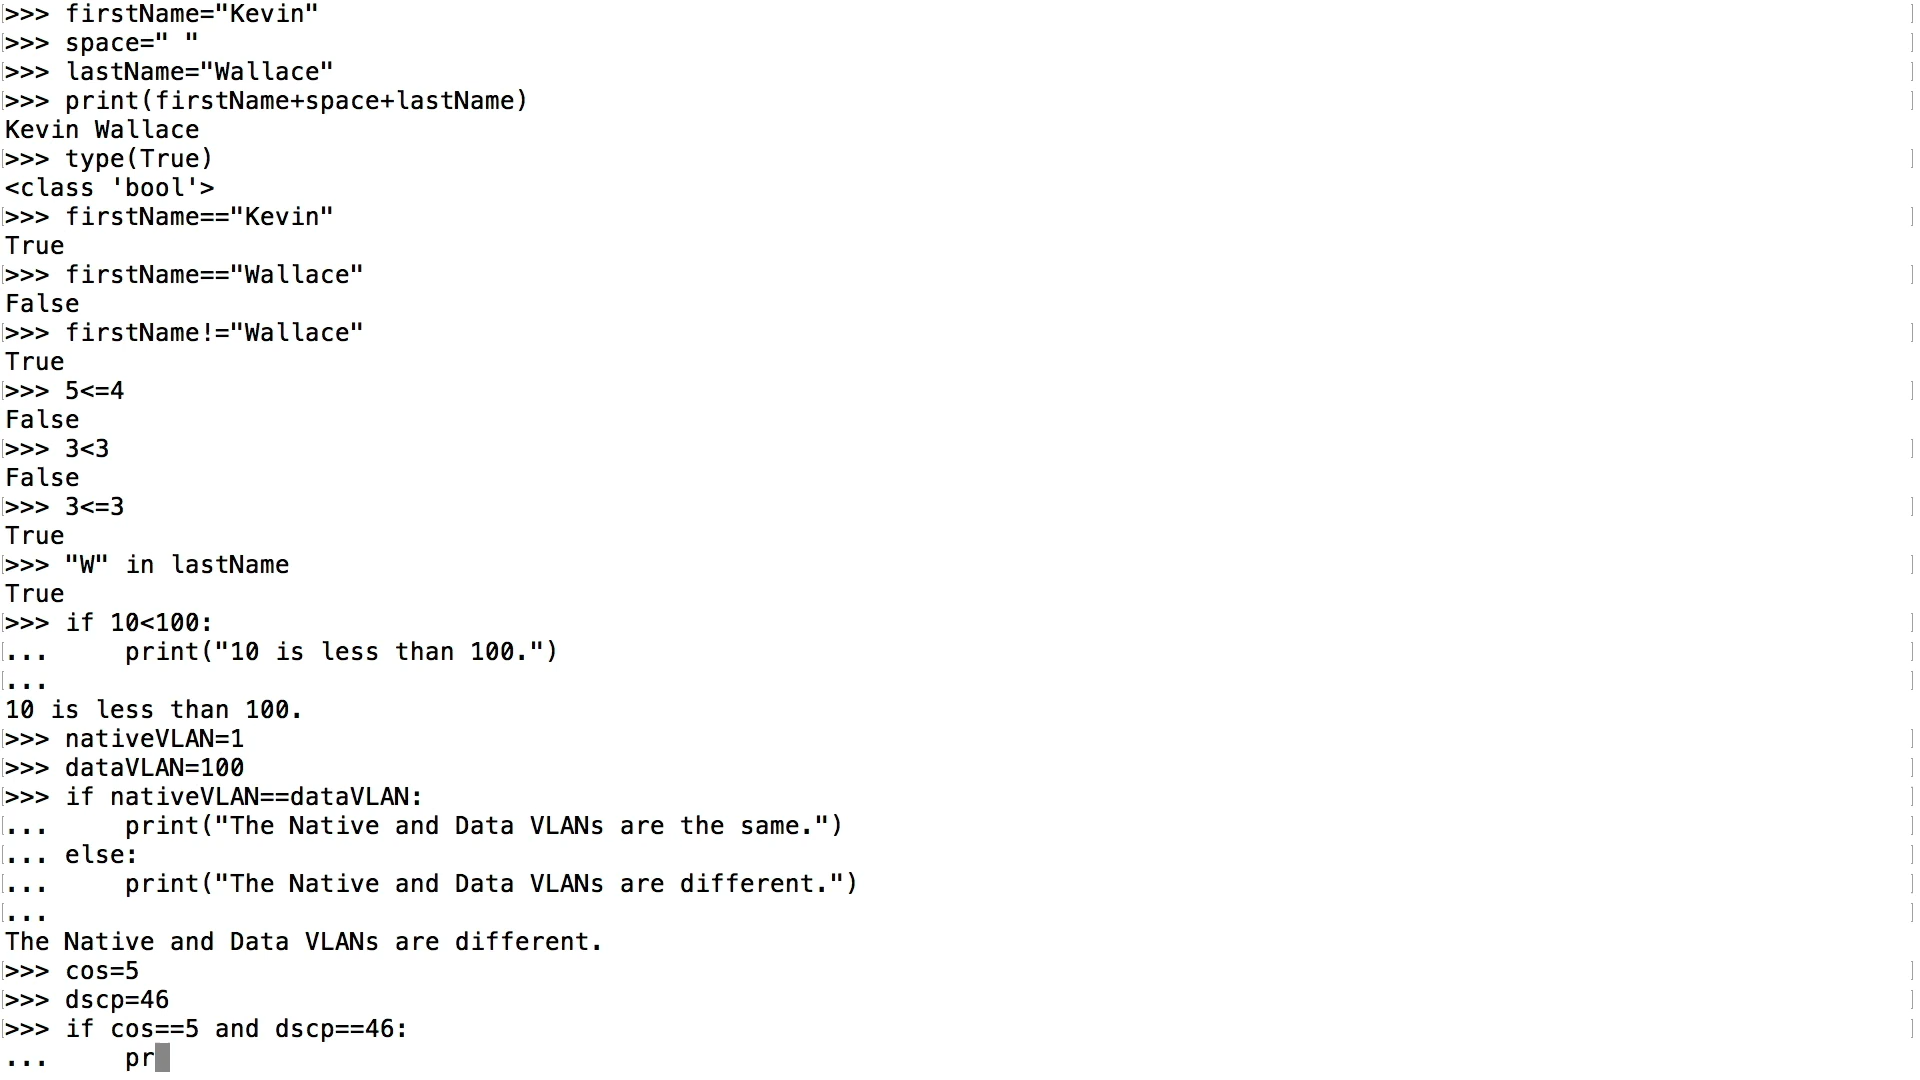 >>> firstName="Kevin"
>>> space=" "
>>> lastName="Wallace"
>>> print(firstName+space+lastName)
Kevin Wallace
>>> type(True)
<class 'bool'>
>>> firstName=="Kevin"
True
>>> firstName=="Wallace"
False
>>> firstName!="Wallace"
True
>>> 5<=4
False
>>> 3<3
False
>>> 3<=3
True
>>> "W" in lastName
True
>>> if 10<100:
...     print("10 is less than 100.")
...
10 is less than 100.
>>> nativeVLAN=1
>>> dataVLAN=100
>>> if nativeVLAN==dataVLAN:
...     print("The Native and Data VLANs are the same.")
... else:
...     print("The Native and Data VLANs are different.")
...
The Native and Data VLANs are different.
>>> cos=5
>>> dscp=46
>>> if cos==5 and dscp==46:
...     pr